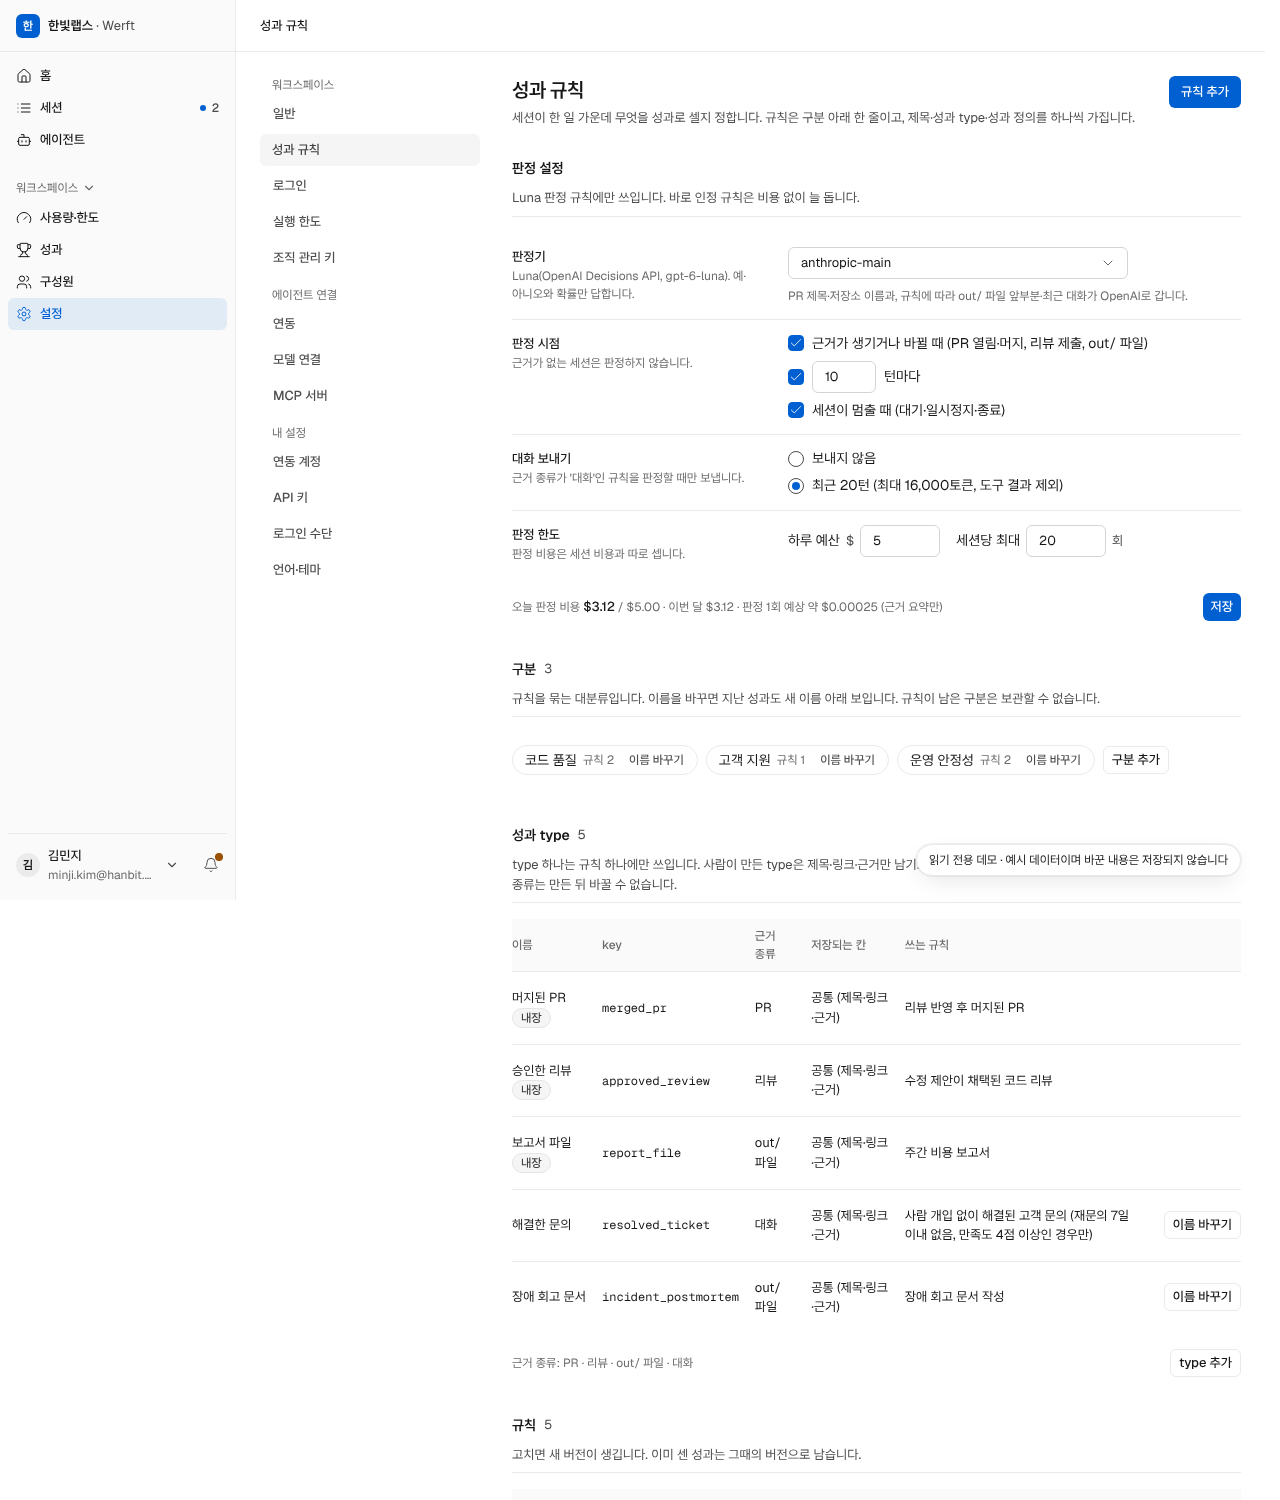 한 한빛랩스 · Werft
홈
세션 2
에이전트
워크스페이스
사용량·한도
성과
구성원
설정
김 김민지
minji.kim@hanbit....
성과 규칙
워크스페이스
일반
성과 규칙
로그인
실행 한도
조직 관리 키
에이전트 연결
연동
모델 연결
MCP 서버
내 설정
연동 계정
API 키
로그인 수단
언어·테마
성과 규칙
규칙 추가
세션이 한 일 가운데 무엇을 성과로 셀지 정합니다. 규칙은 구분 아래 한 줄이고, 제목·성과 type·성과 정의를 하나씩 가집니다.
판정 설정
Luna 판정 규칙에만 쓰입니다. 바로 인정 규칙은 비용 없이 늘 돕니다.
판정기
Luna(OpenAI Decisions API, gpt-6-luna). 예·
아니오와 확률만 답합니다.
anthropic-main
PR 제목·저장소 이름과, 규칙에 따라 out/ 파일 앞부분·최근 대화가 OpenAI로 갑니다.
판정 시점
근거가 없는 세션은 판정하지 않습니다.
근거가 생기거나 바뀔 때 (PR 열림·머지, 리뷰 제출, out/ 파일)
10 턴마다
세션이 멈출 때 (대기·일시정지·종료)
대화 보내기
근거 종류가 '대화'인 규칙을 판정할 때만 보냅니다.
보내지 않음
최근 20턴 (최대 16,000토큰, 도구 결과 제외)
판정 한도
판정 비용은 세션 비용과 따로 셉니다.
하루 예산 $ 5 세션당 최대 20 회
오늘 판정 비용 $3.12 / $5.00 · 이번 달 $3.12 · 판정 1회 예상 약 $0.00025 (근거 요약만)
저장
구분 3
규칙을 묶는 대분류입니다. 이름을 바꾸면 지난 성과도 새 이름 아래 보입니다. 규칙이 남은 구분은 보관할 수 없습니다.
코드 품질 규칙 2 이름 바꾸기 고객 지원 규칙 1 이름 바꾸기 운영 안정성 규칙 2 이름 바꾸기 구분 추가
성과 type 5
type 하나는 규칙 하나에만 쓰입니다. 사람이 만든 type은 제목·링크·근거만 남기.
종류는 만든 뒤 바꿀 수 없습니다.
읽기 전용 데모 · 예시 데이터이며 바꾼 내용은 저장되지 않습니다
이름 key 근거 종류 저장되는 칸 쓰는 규칙
머지된 PR 내장 merged_pr PR 공통 (제목·링크·근거) 리뷰 반영 후 머지된 PR
승인한 리뷰 내장 approved_review 리뷰 공통 (제목·링크·근거) 수정 제안이 채택된 코드 리뷰
보고서 파일 내장 report_file out/ 파일 공통 (제목·링크·근거) 주간 비용 보고서
해결한 문의 resolved_ticket 대화 공통 (제목·링크·근거) 사람 개입 없이 해결된 고객 문의 (재문의 7일 이내 없음, 만족도 4점 이상인 경우만) 이름 바꾸기
장애 회고 문서 incident_postmortem out/ 파일 공통 (제목·링크·근거) 장애 회고 문서 작성 이름 바꾸기
근거 종류: PR · 리뷰 · out/ 파일 · 대화
type 추가
규칙 5
고치면 새 버전이 생깁니다. 이미 센 성과는 그때의 버전으로 남습니다.